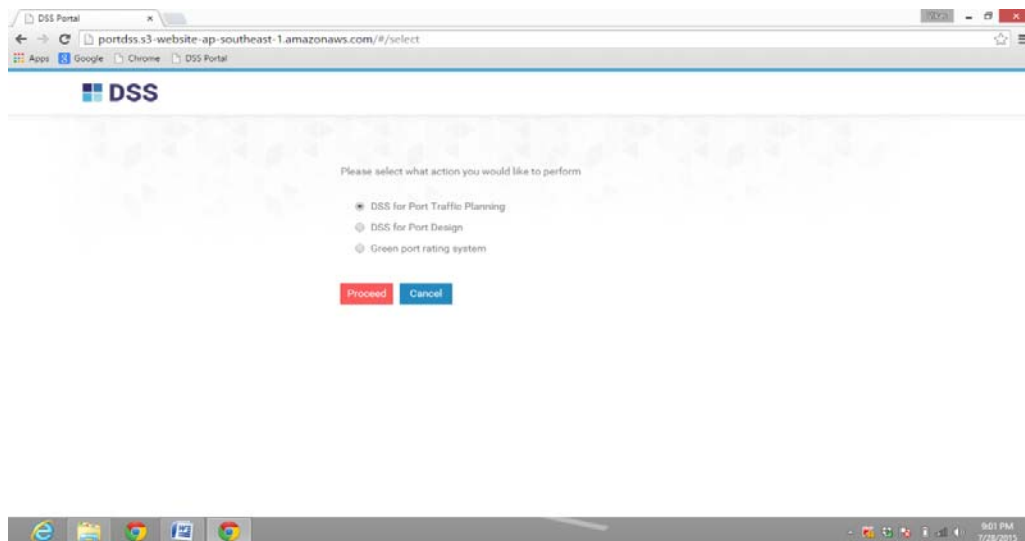 DSS Portal
portdss.s3-website-ap-southeast-1.amazonaws.com/#/select
Apps Google Chrome DSS Portal
DSS
Please select what action you would like to perform
DSS for Port Traffic Planning
DSS for Port Design
Green port rating system
Proceed Cancel
9:01 PM
7/28/2015